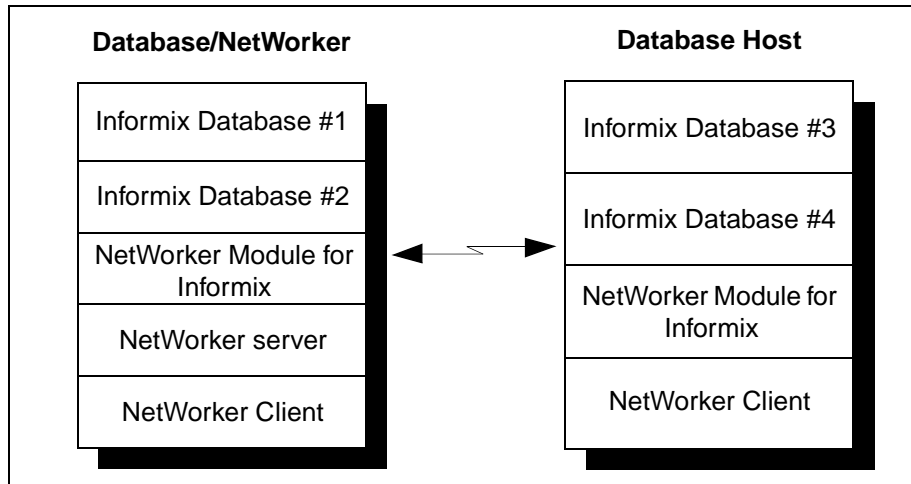 Database/NetWorker
Informix Database #1
Informix Database #2
NetWorker Module for
Informix
NetWorker server
NetWorker Client
Database Host
Informix Database #3
Informix Database #4
NetWorker Module for
Informix
NetWorker Client